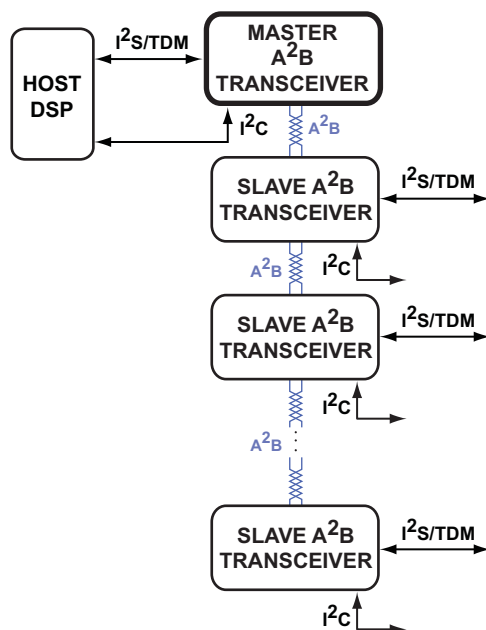 I²S/TDM
MASTER
A²B
TRANSCEIVER
HOST
DSP
I²C
A²B
SLAVE A²B
TRANSCEIVER
I²S/TDM
I²C
A²B
SLAVE A²B
TRANSCEIVER
I²S/TDM
I²C
A²B
SLAVE A²B
TRANSCEIVER
I²S/TDM
I²C